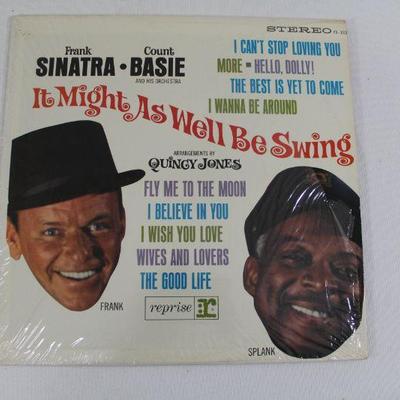 STEREO
Frank Count
SINATRA • BASIE
AND HIS ORCHESTRA
I CAN'T STOP LOVING YOU
MORE • HELLO, DOLLY!
THE BEST IS YET TO COME
I WANNA BE AROUND
It Might As Well Be Swing
ARRANGEMENTS BY
QUINCY JONES
FLY ME TO THE MOON
I BELIEVE IN YOU
I WISH YOU LOVE
WIVES AND LOVERS
THE GOOD LIFE
FRANK
reprise
SPLANK